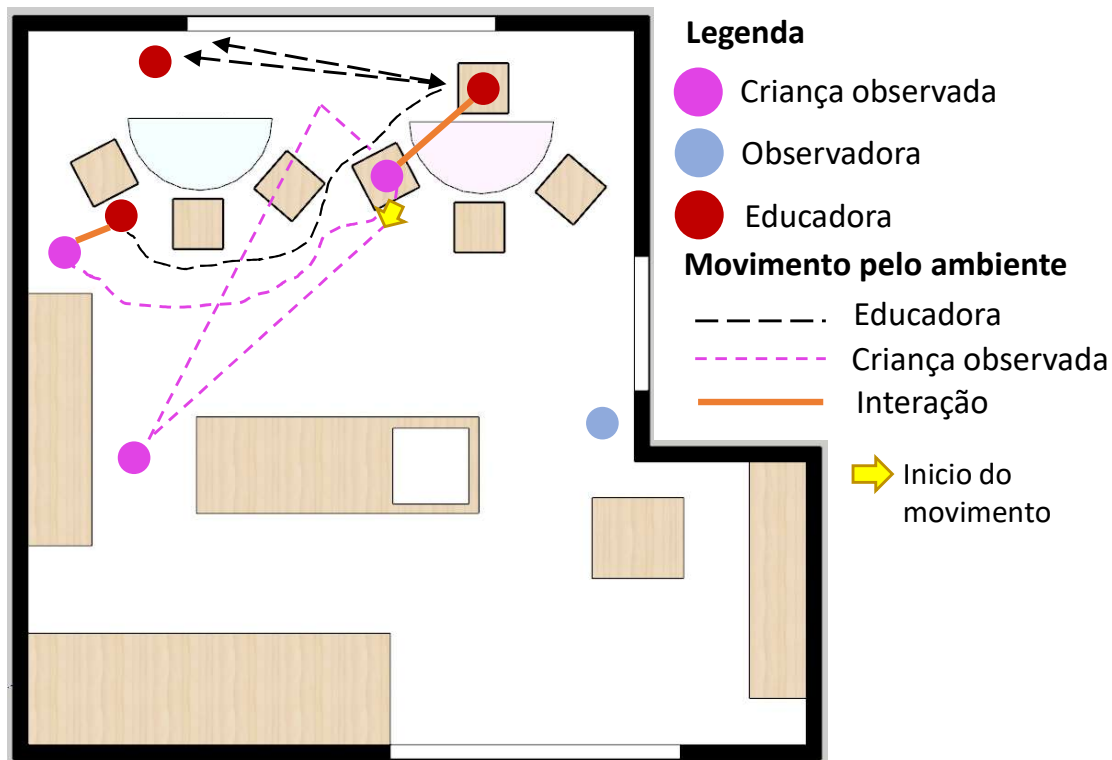 Legenda
Criança observada
Observadora
Educadora
Movimento pelo ambiente
Educadora
Criança observada
Interação
Inicio do
movimento